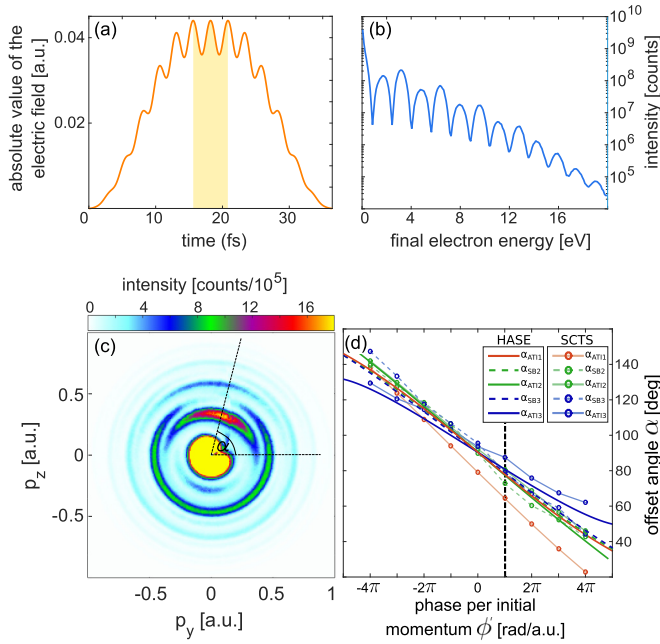 (a)
absolute value of the
electric field [a.u.]
0.04
0.02
0
10
20
30
time (fs)
(b)
10^10
10^9
10^8
10^7
10^6
10^5
intensity [counts]
0
4
8
12
16
final electron energy [eV]
intensity [counts/10^5]
0
4
8
12
16
(c)
α
p_z [a.u.]
0.5
0
-0.5
-0.5
0
0.5
1
p_y [a.u.]
(d)
HASE
α_ATI1
α_SB2
α_ATI2
α_SB3
α_ATI3
SCTS
α_ATI1
α_SB2
α_ATI2
α_SB3
α_ATI3
140
120
100
80
60
40
offset angle α [deg]
-4π
-2π
0
2π
4π
phase per initial
momentum ϕ' [rad/a.u.]